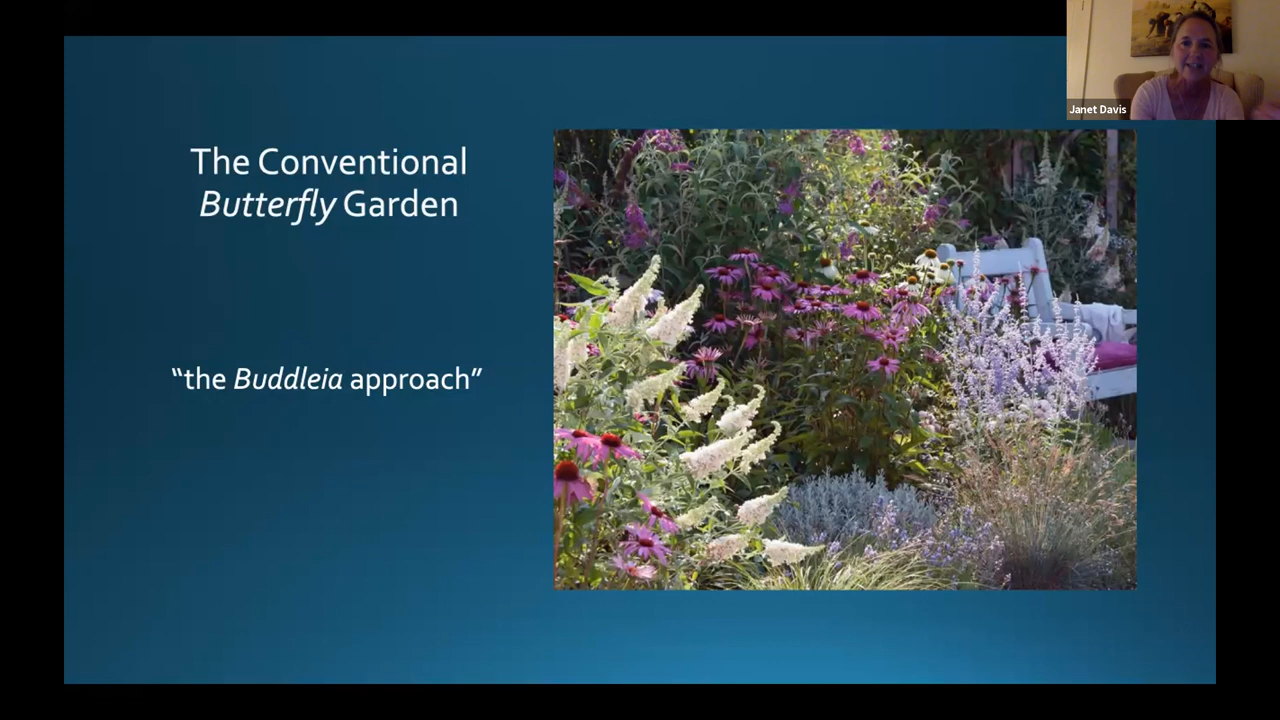 The Conventional
Butterfly Garden
“the Buddleia approach”
Janet Davis